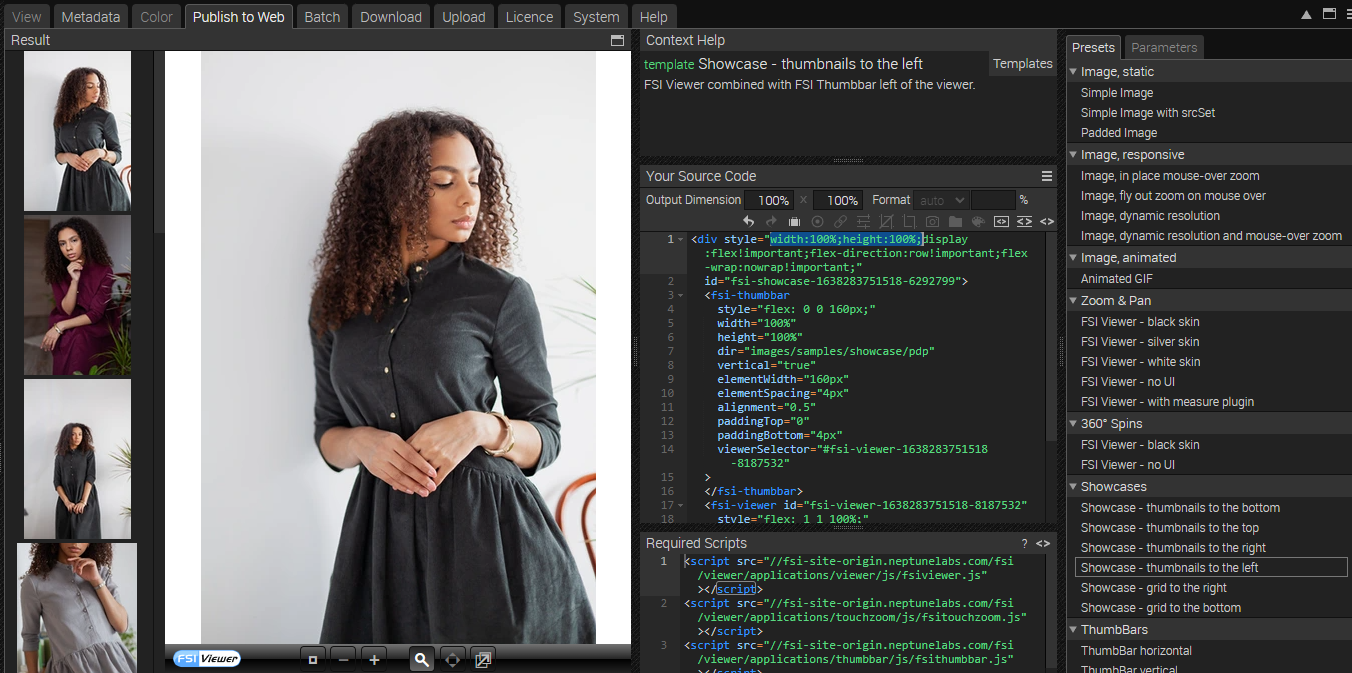 View Metadata Color Publish to Web Batch Download Upload Licence System Help
Result
FSI Viewer
Context Help
template Showcase - thumbnails to the left Templates
FSI Viewer combined with FSI Thumbbar left of the viewer.
Your Source Code
Output Dimension 100% × 100% Format auto %
1 <div style="width:100%;height:100%;display
:flex!important;flex-direction:row!important;flex
-wrap:nowrap!important;"
2 id="fsi-showcase-1638283751518-6292799">
3 <fsi-thumbbar
4 style="flex: 0 0 160px;"
5 width="100%"
6 height="100%"
7 dir="images/samples/showcase/pdp"
8 vertical="true"
9 elementWidth="160px"
10 elementSpacing="4px"
11 alignment="0.5"
12 paddingTop="0"
13 paddingBottom="4px"
14 viewerSelector="#fsi-viewer-1638283751518
-8187532"
15 >
16 </fsi-thumbbar>
17 <fsi-viewer id="fsi-viewer-1638283751518-8187532"
18 style="flex: 1 1 100%;"
Required Scripts ? <>
1 <script src="//fsi-site-origin.neptunelabs.com/fsi
/viewer/applications/viewer/js/fsiviewer.js"
></script>
2 <script src="//fsi-site-origin.neptunelabs.com/fsi
/viewer/applications/touchzoom/js/fsitouchzoom.js"
></script>
3 <script src="//fsi-site-origin.neptunelabs.com/fsi
/viewer/applications/thumbbar/js/fsithumbbar.js"
></script>
Presets Parameters
Image, static
Simple Image
Simple Image with srcSet
Padded Image
Image, responsive
Image, in place mouse-over zoom
Image, fly out zoom on mouse over
Image, dynamic resolution
Image, dynamic resolution and mouse-over zoom
Image, animated
Animated GIF
Zoom & Pan
FSI Viewer - black skin
FSI Viewer - silver skin
FSI Viewer - white skin
FSI Viewer - no UI
FSI Viewer - with measure plugin
360° Spins
FSI Viewer - black skin
FSI Viewer - no UI
Showcases
Showcase - thumbnails to the bottom
Showcase - thumbnails to the top
Showcase - thumbnails to the right
Showcase - thumbnails to the left
Showcase - grid to the right
Showcase - grid to the bottom
ThumbBars
ThumbBar horizontal
ThumbBar vertical